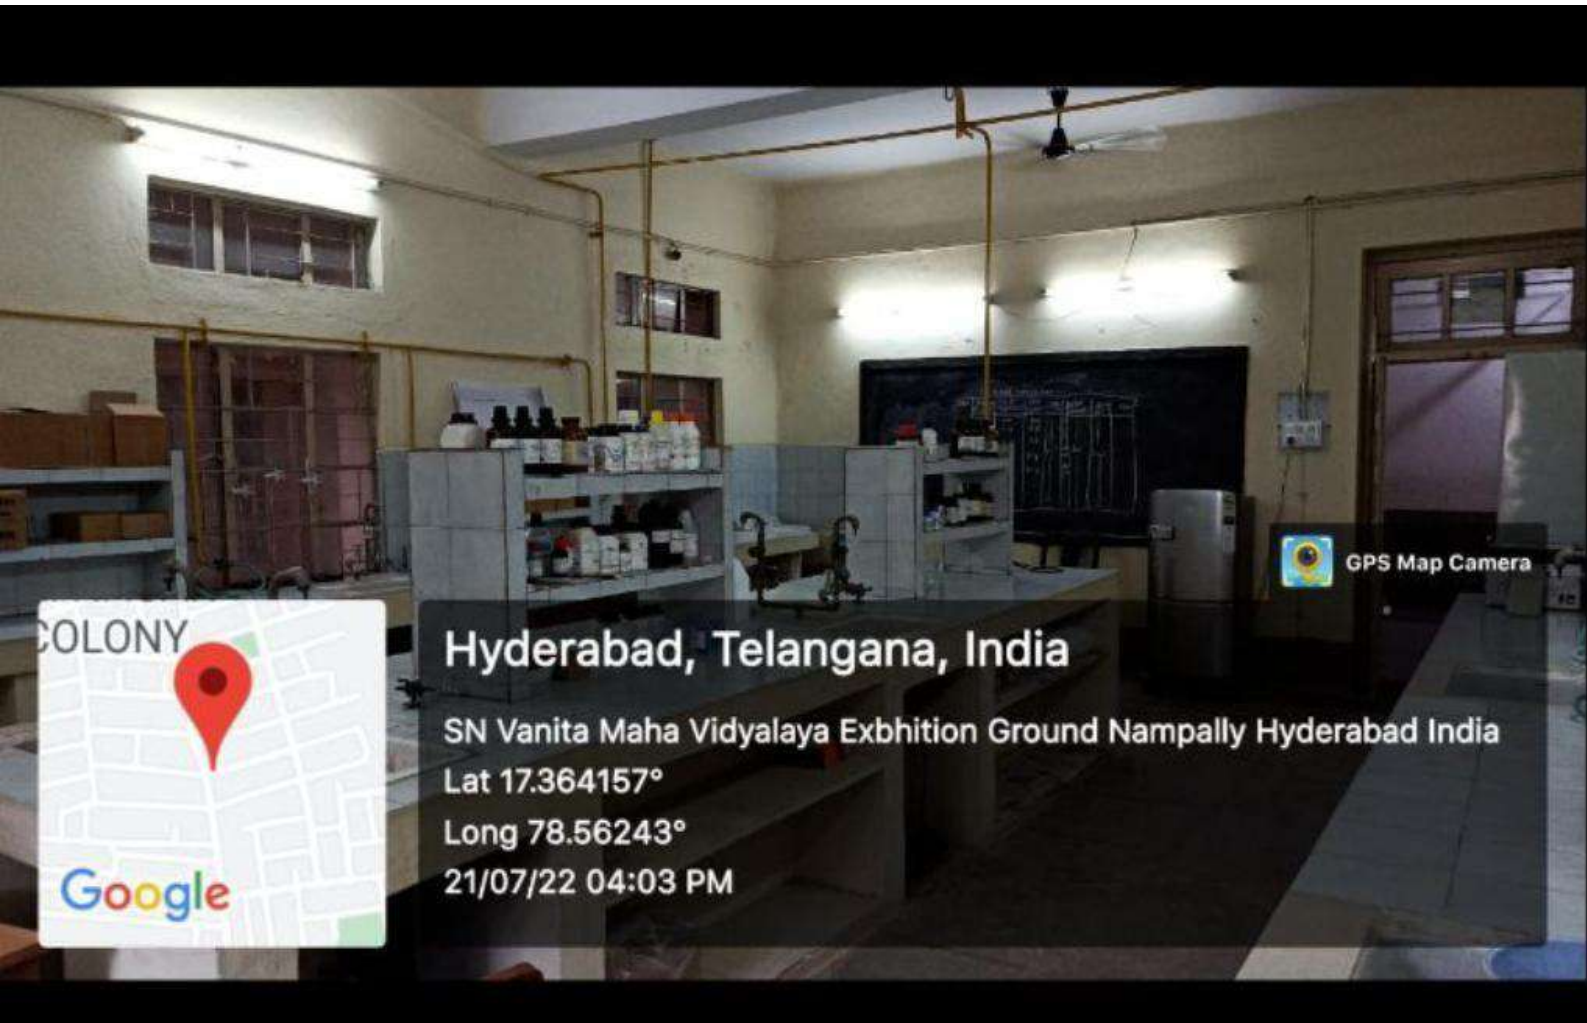 GPS Map Camera
COLONY
Hyderabad, Telangana, India
SN Vanita Maha Vidyalaya Exbhition Ground Nampally Hyderabad India
Lat 17.364157°
Long 78.56243°
21/07/22 04:03 PM
Google